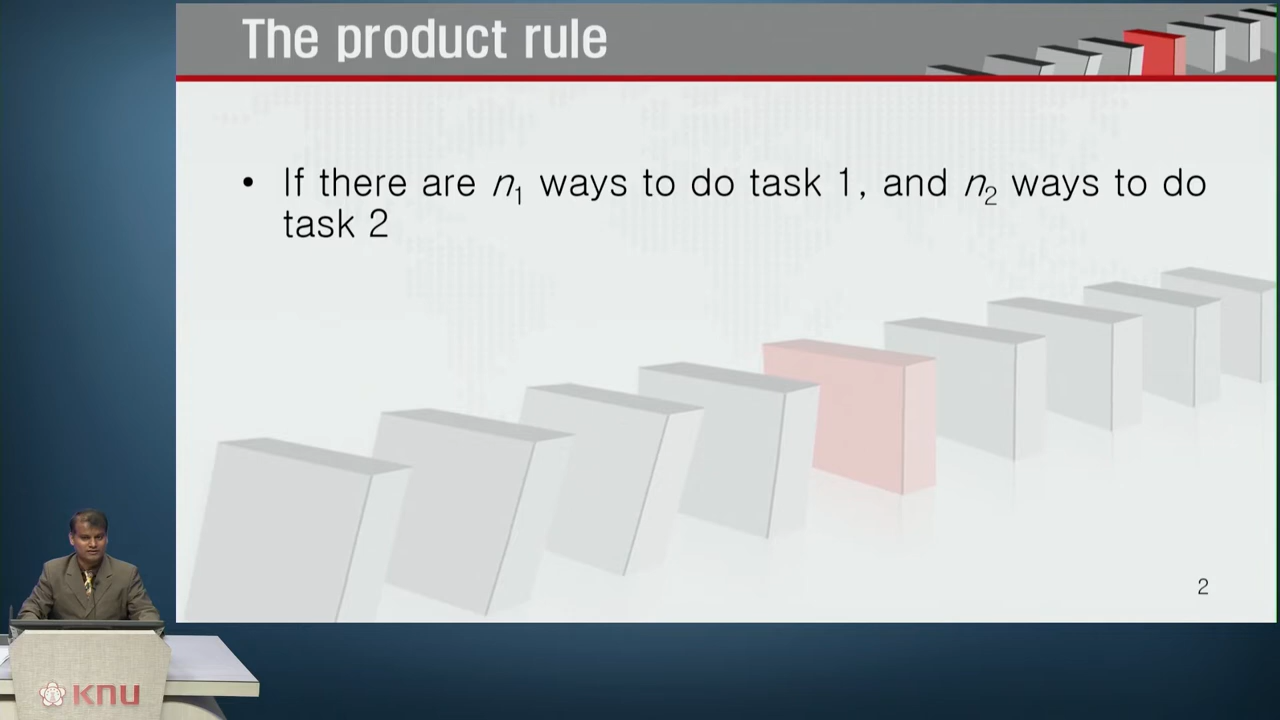 The product rule
• If there are n₁ ways to do task 1, and n₂ ways to do
task 2
2
KNU